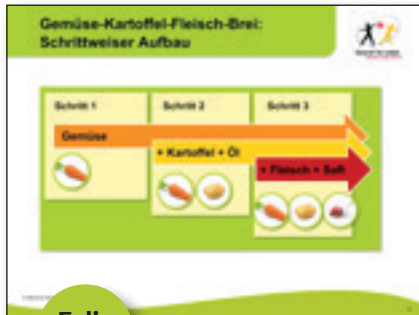 Gemüse-Kartoffel-Fleisch-Brei:
Schrittweiser Aufbau
Schritt 1
Schritt 2
Schritt 3
Gemüse
+ Kartoffel + Öl
+ Fleisch + Saft